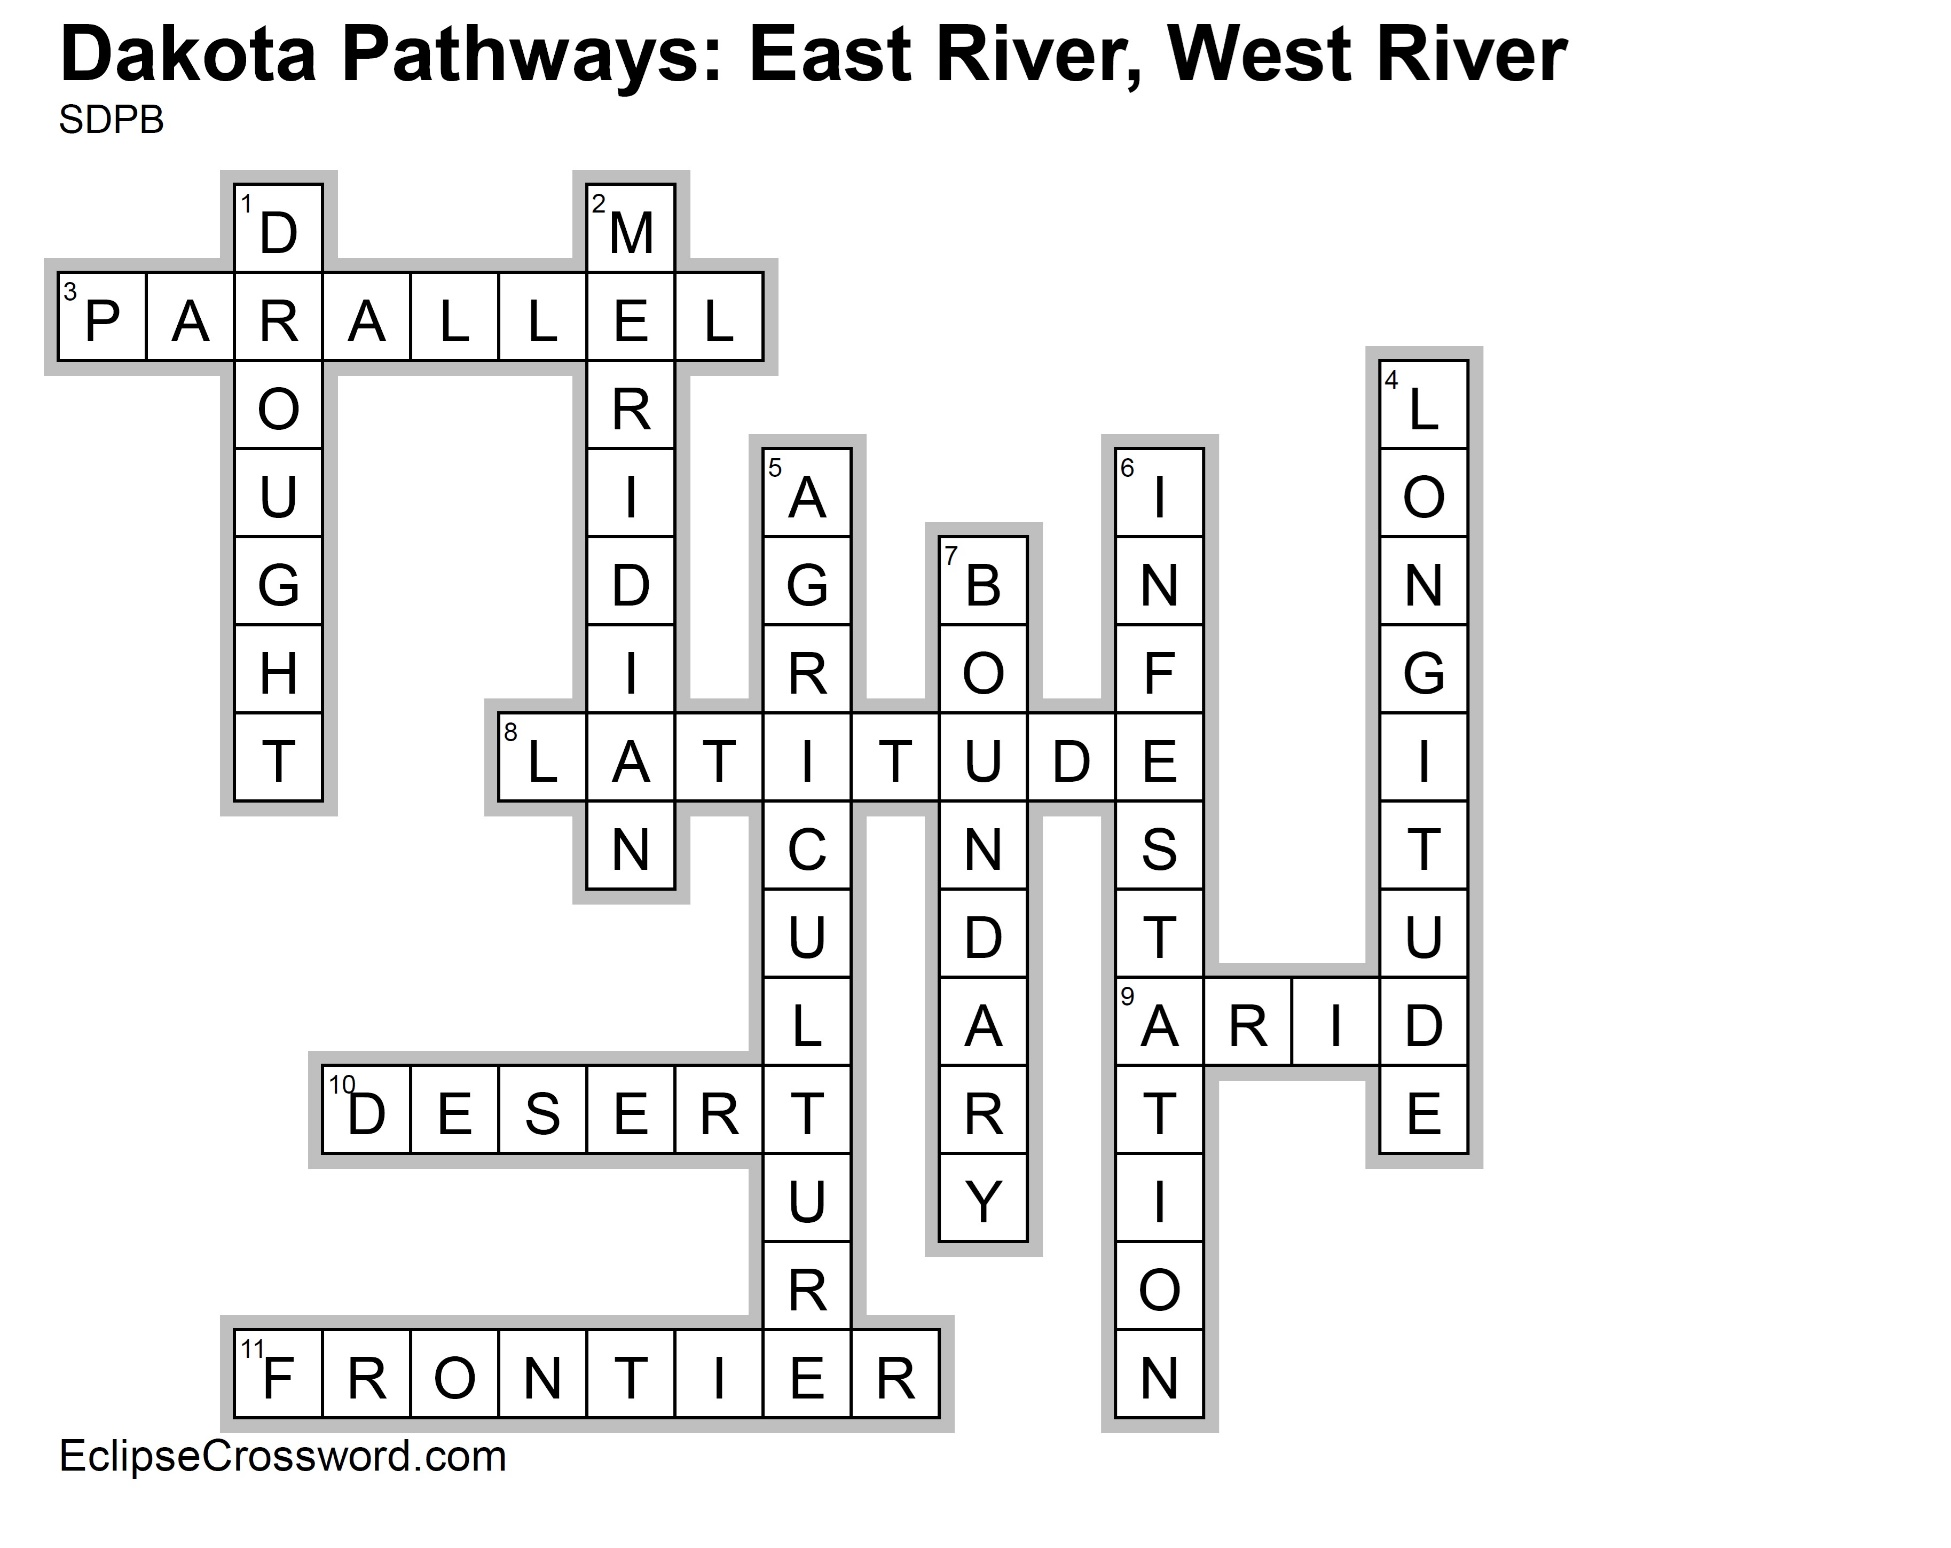 Dakota Pathways: East River, West River
SDPB
1 D 2 M
3 P A R A L L E L
O R 4 L
U I 5 A 6 I O
G D G 7 B N N
H I R O F G
T 8 L A T I T U D E I
N C N S T
U D T U
L A 9 A R I D
10 D E S E R T R T E
U Y I
R O
11 F R O N T I E R N
EclipseCrossword.com